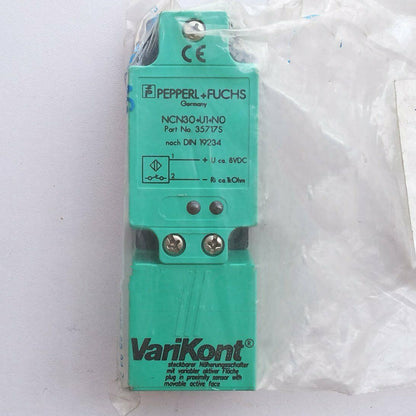 CE
PEPPERL+FUCHS
Germany
NCN30+U1+N0
Part No. 35717S
nach DIN 19234
1 + U ca. 8VDC
2 – Ri ca.1kOhm
VariKont®
steckbarer Näherungsschalter
mit variabler aktiver Fläche
plug in proximity sensor with
movable active face